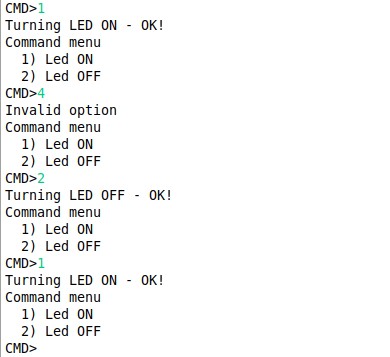 CMD>1
Turning LED ON - OK!
Command menu
  1) Led ON
  2) Led OFF
CMD>4
Invalid option
Command menu
  1) Led ON
  2) Led OFF
CMD>2
Turning LED OFF - OK!
Command menu
  1) Led ON
  2) Led OFF
CMD>1
Turning LED ON - OK!
Command menu
  1) Led ON
  2) Led OFF
CMD>